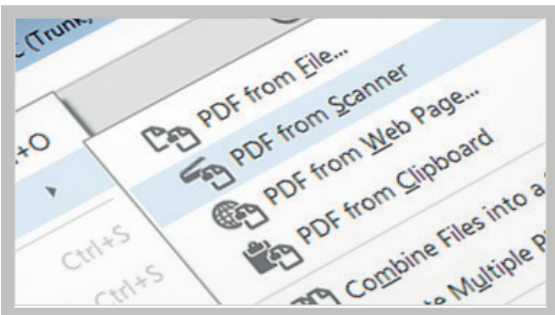 C (Trunk)
+O
PDF from File...
PDF from Scanner
PDF from Web Page...
PDF from Clipboard
Ctrl+S
Ctrl+S
Combine Files into a
Multiple